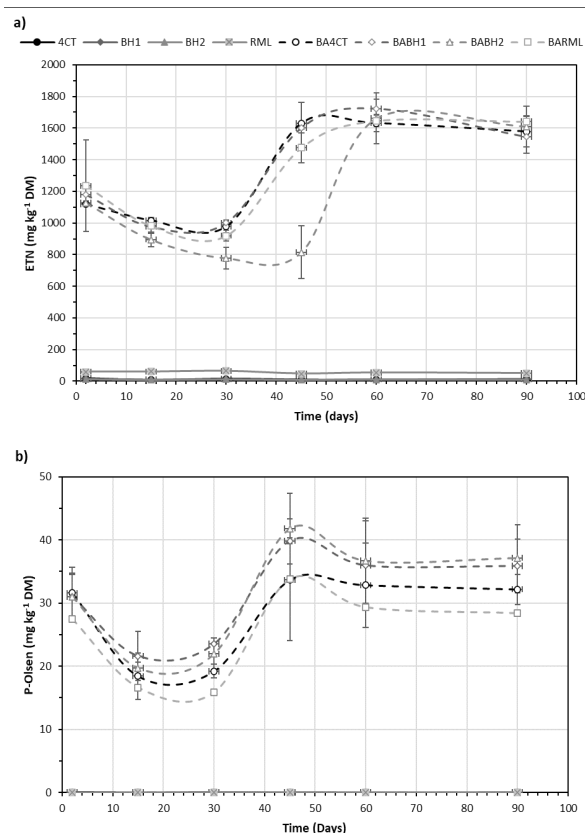 a)
4CT BH1 BH2 RML BA4CT BABH1 BABH2 BARML
2000
1800
1600
1400
1200
1000
800
600
400
200
0
ETN (mg kg-1 DM)
0 10 20 30 40 50 60 70 80 90 100
Time (days)
b)
50
40
30
20
10
0
P-Olsen (mg kg-1 DM)
0 10 20 30 40 50 60 70 80 90 100
Time (Days)